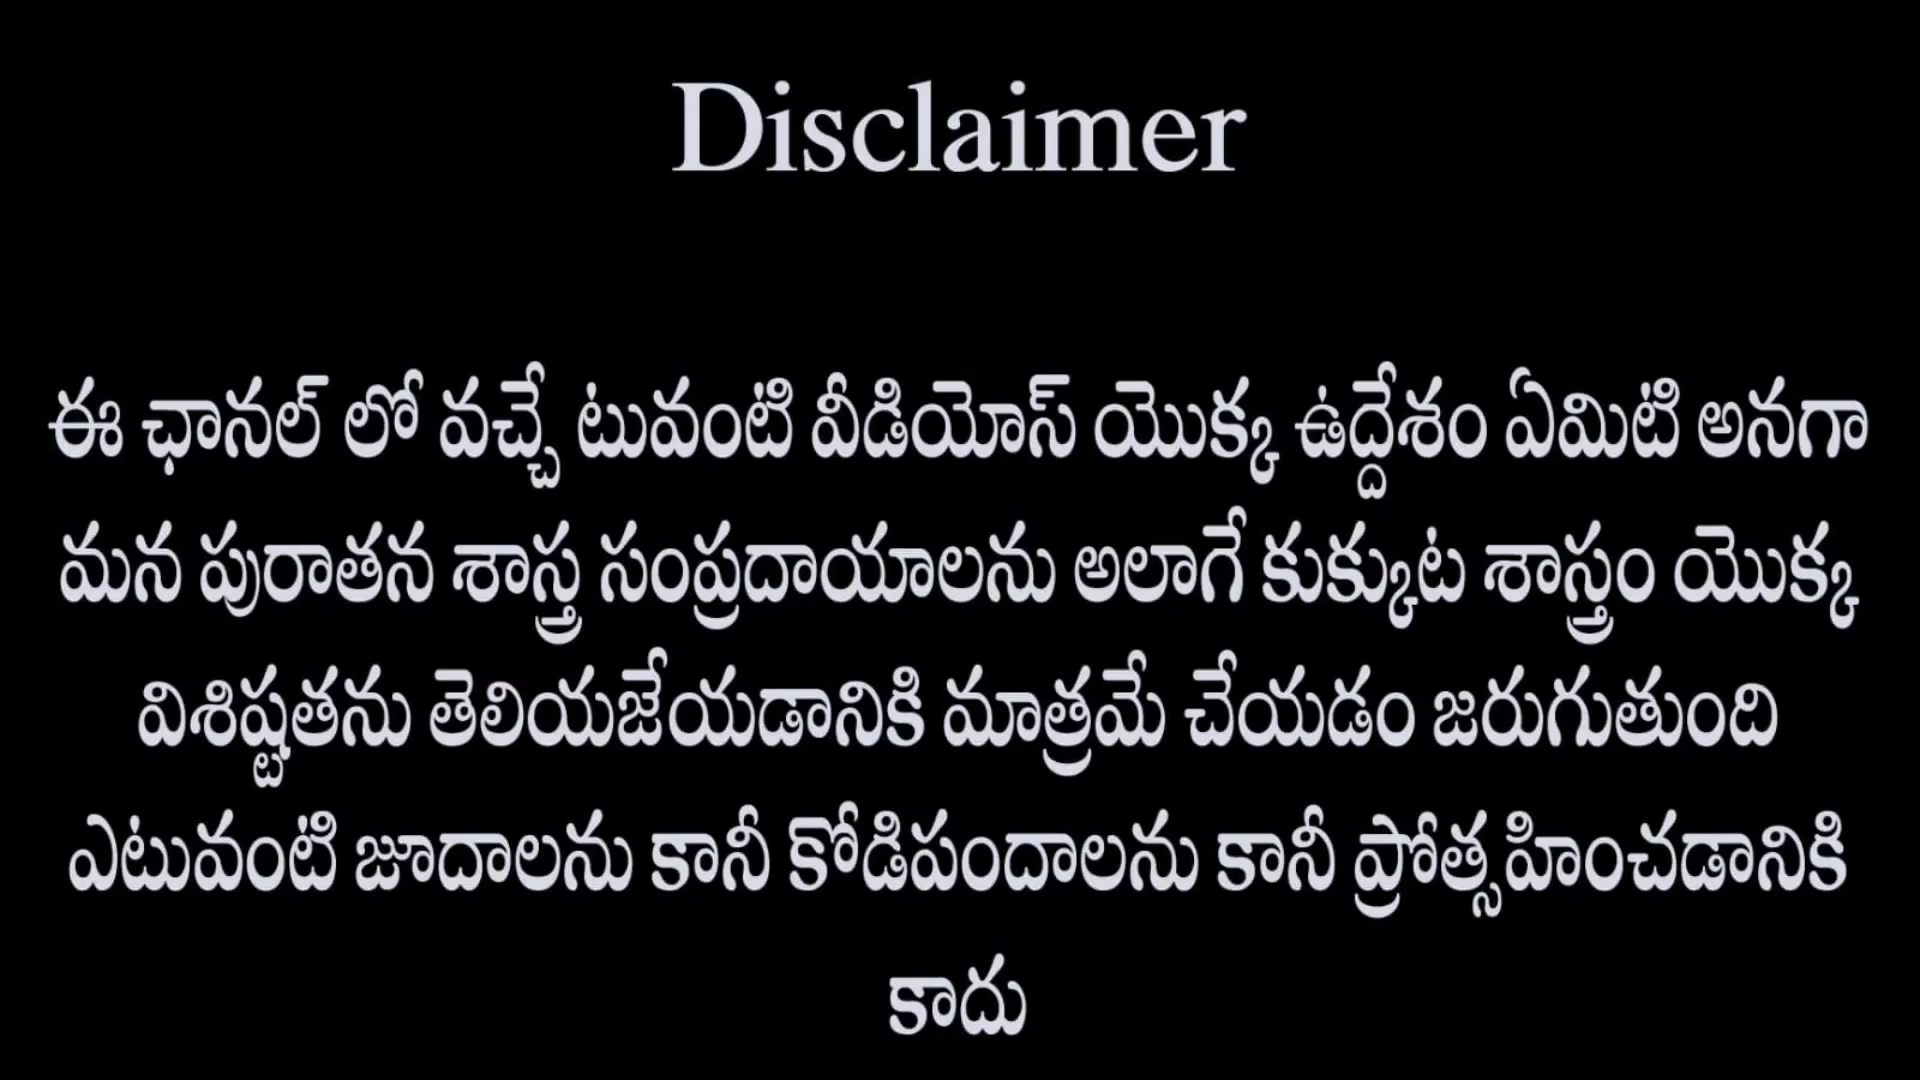 Disclaimer
ఈ ఛానల్ లో వచ్చే టువంటి వీడియోస్ యొక్క ఉద్దేశం ఏమిటి అనగా
మన పురాతన శాస్త్ర సంప్రదాయాలను అలాగే కుక్కుట శాస్త్రం యొక్క
విశిష్టతను తెలియజేయడానికి మాత్రమే చేయడం జరుగుతుంది
ఎటువంటి జూదాలను కానీ కోడిపందాలను కానీ ప్రోత్సహించడానికి
కాదు